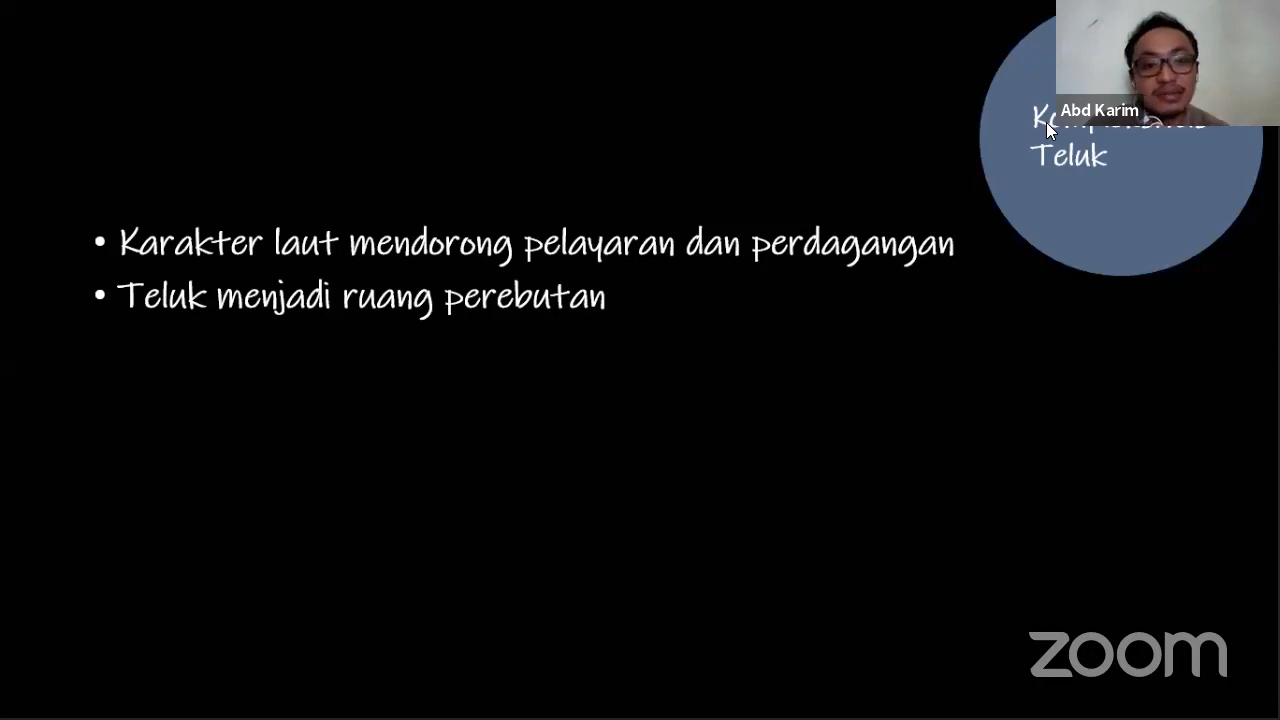 Abd Karim
Teluk
• Karakter laut mendorong pelayaran dan perdagangan
• Teluk menjadi ruang perebutan
zoom